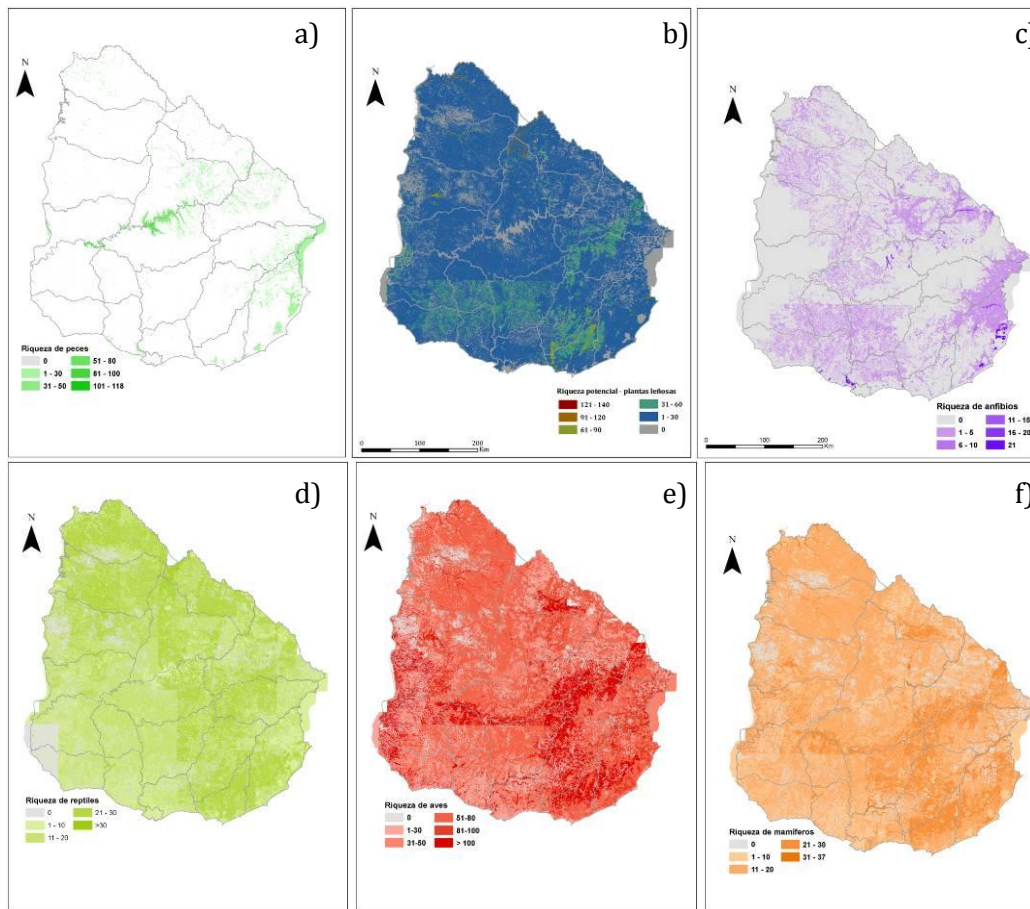 a)
N
Riqueza de peces
0 51 - 80
1 - 30 81 - 100
31 - 50 101 - 118
b)
N
Riqueza potencial - plantas leñosas
121 - 140 31 - 60
91 - 120 1 - 30
61 - 90 0
0 100 200
Km
c)
N
Riqueza de anfibios
0 11 - 15
1 - 5 16 - 20
6 - 10 21
0 100 200
Km
d)
N
Riqueza de reptiles
0 21 - 30
1 - 10 >30
11 - 20
e)
N
Riqueza de aves
0 51-80
1-30 81-100
31-50 > 100
f)
N
Riqueza de mamíferos
0 21 - 30
1 - 10 31 - 37
11 - 20